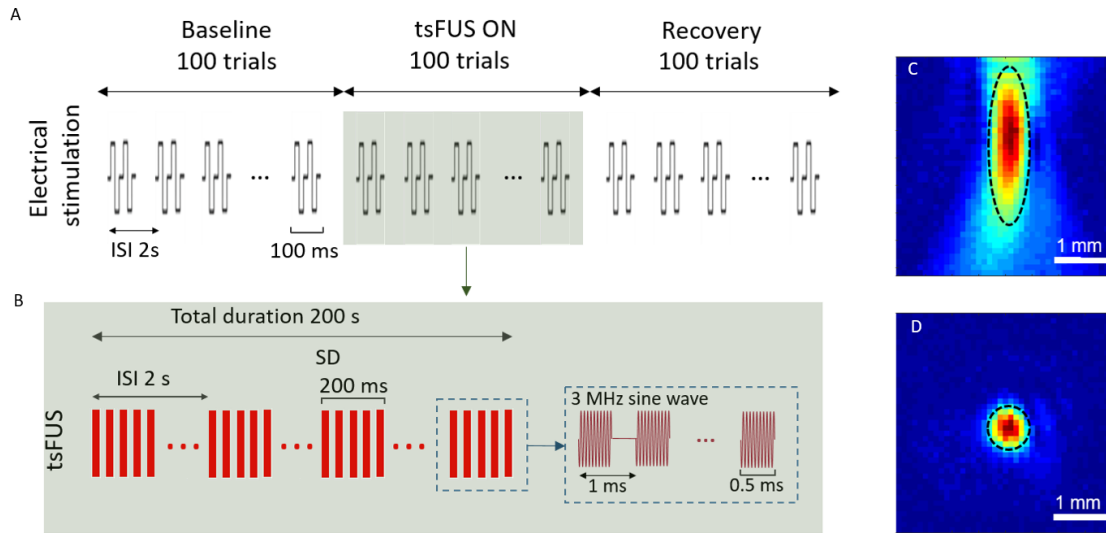 A
Baseline
100 trials
tsFUS ON
100 trials
Recovery
100 trials
Electrical
stimulation
...
...
...
ISI 2s
100 ms
B
Total duration 200 s
SD
ISI 2 s
200 ms
tsFUS
...
...
...
3 MHz sine wave
...
1 ms
0.5 ms
C
1 mm
D
1 mm